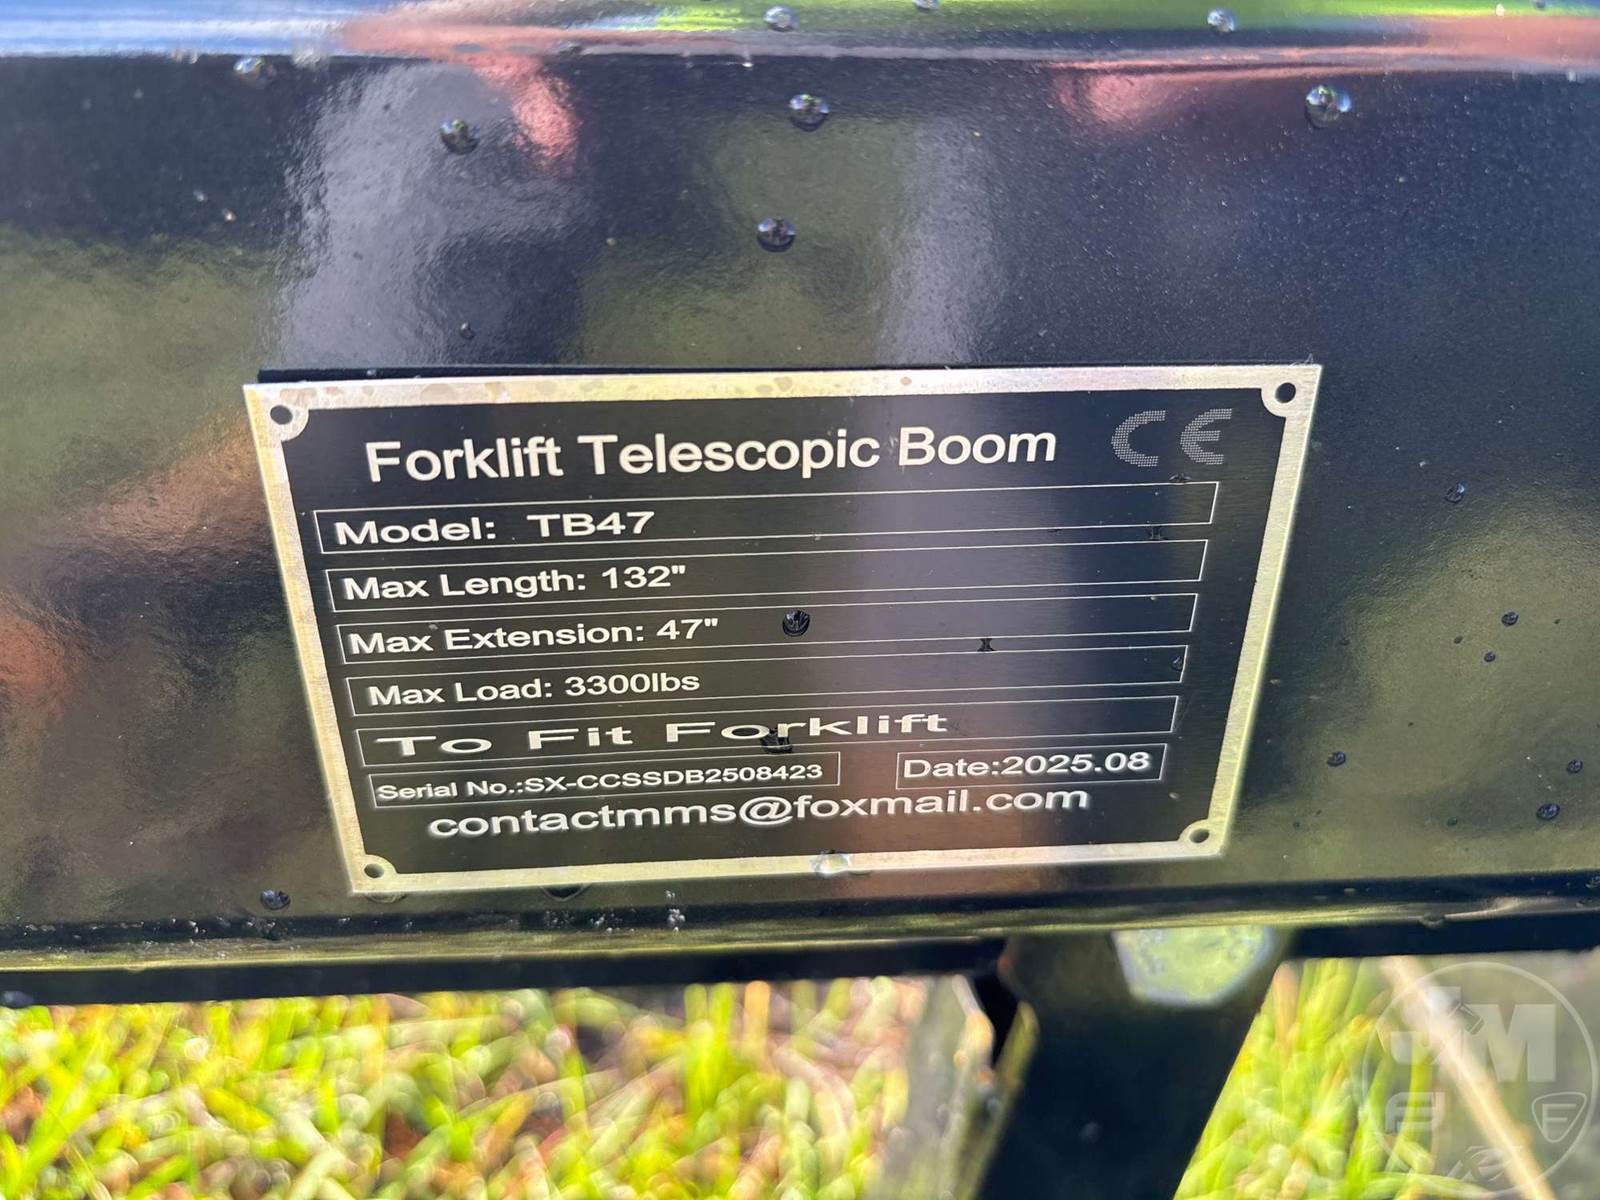 Forklift Telescopic Boom CE
Model: TB47
Max Length: 132"
Max Extension: 47"
Max Load: 3300lbs
To Fit Forklift
Serial No.:SX-CCSSDB2508423 Date:2025.08
contactmms@foxmail.com
JM